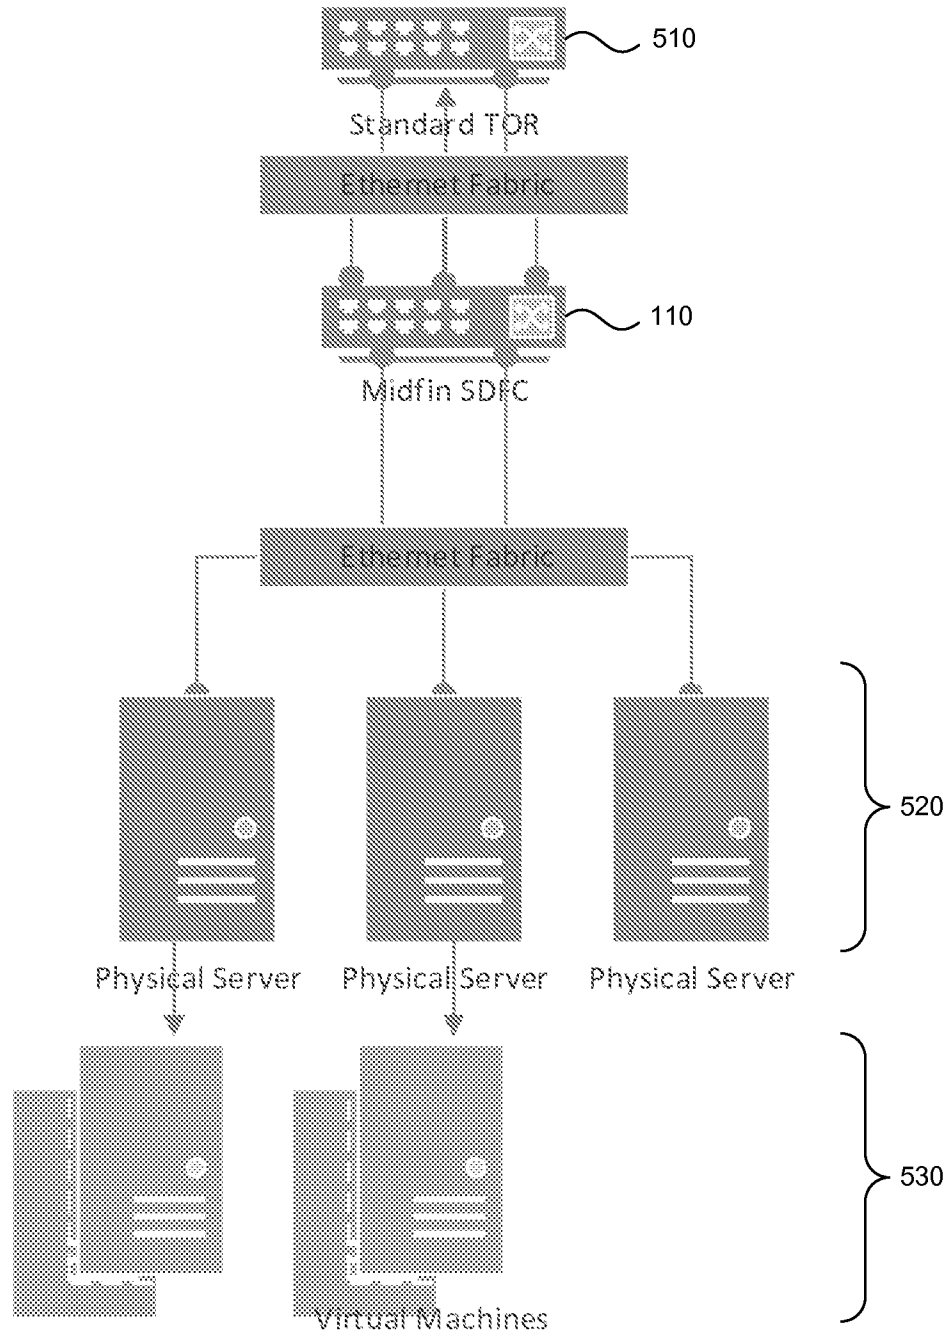 510
Standard TOR
Ethernet Fabric
110
Midfin SDFC
Ethernet Fabric
520
Physical Server
Physical Server
Physical Server
530
Virtual Machines